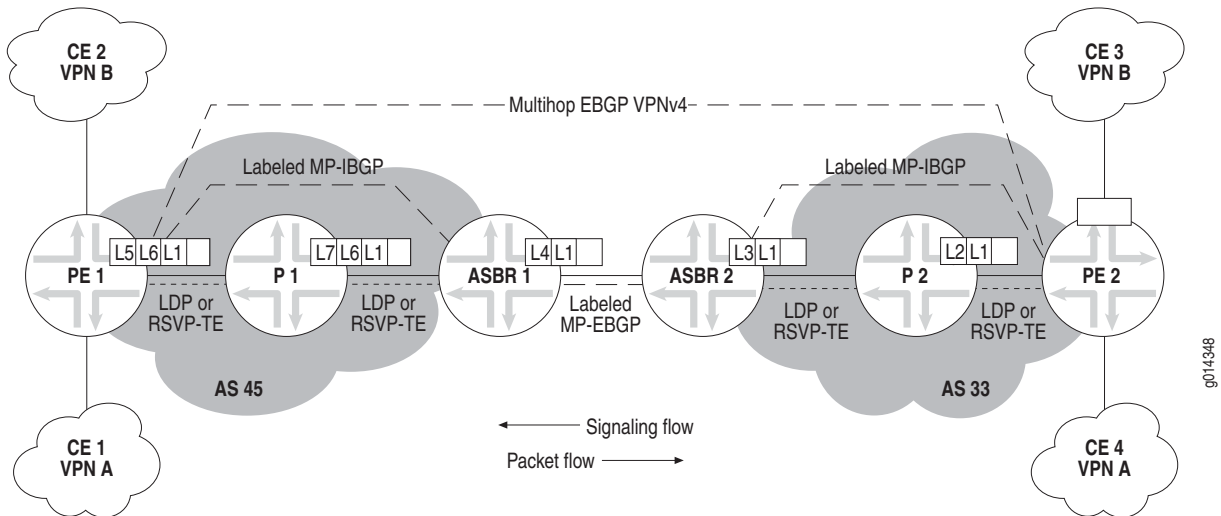 CE 2
VPN B
CE 3
VPN B
Multihop EBGP VPNv4
Labeled MP-IBGP
Labeled MP-IBGP
L5 L6 L1
L7 L6 L1
L4 L1
L3 L1
L2 L1
PE 1
P 1
ASBR 1
ASBR 2
P 2
PE 2
LDP or
RSVP-TE
LDP or
RSVP-TE
Labeled
MP-EBGP
LDP or
RSVP-TE
LDP or
RSVP-TE
AS 45
AS 33
Signaling flow
Packet flow
CE 1
VPN A
CE 4
VPN A
g014348